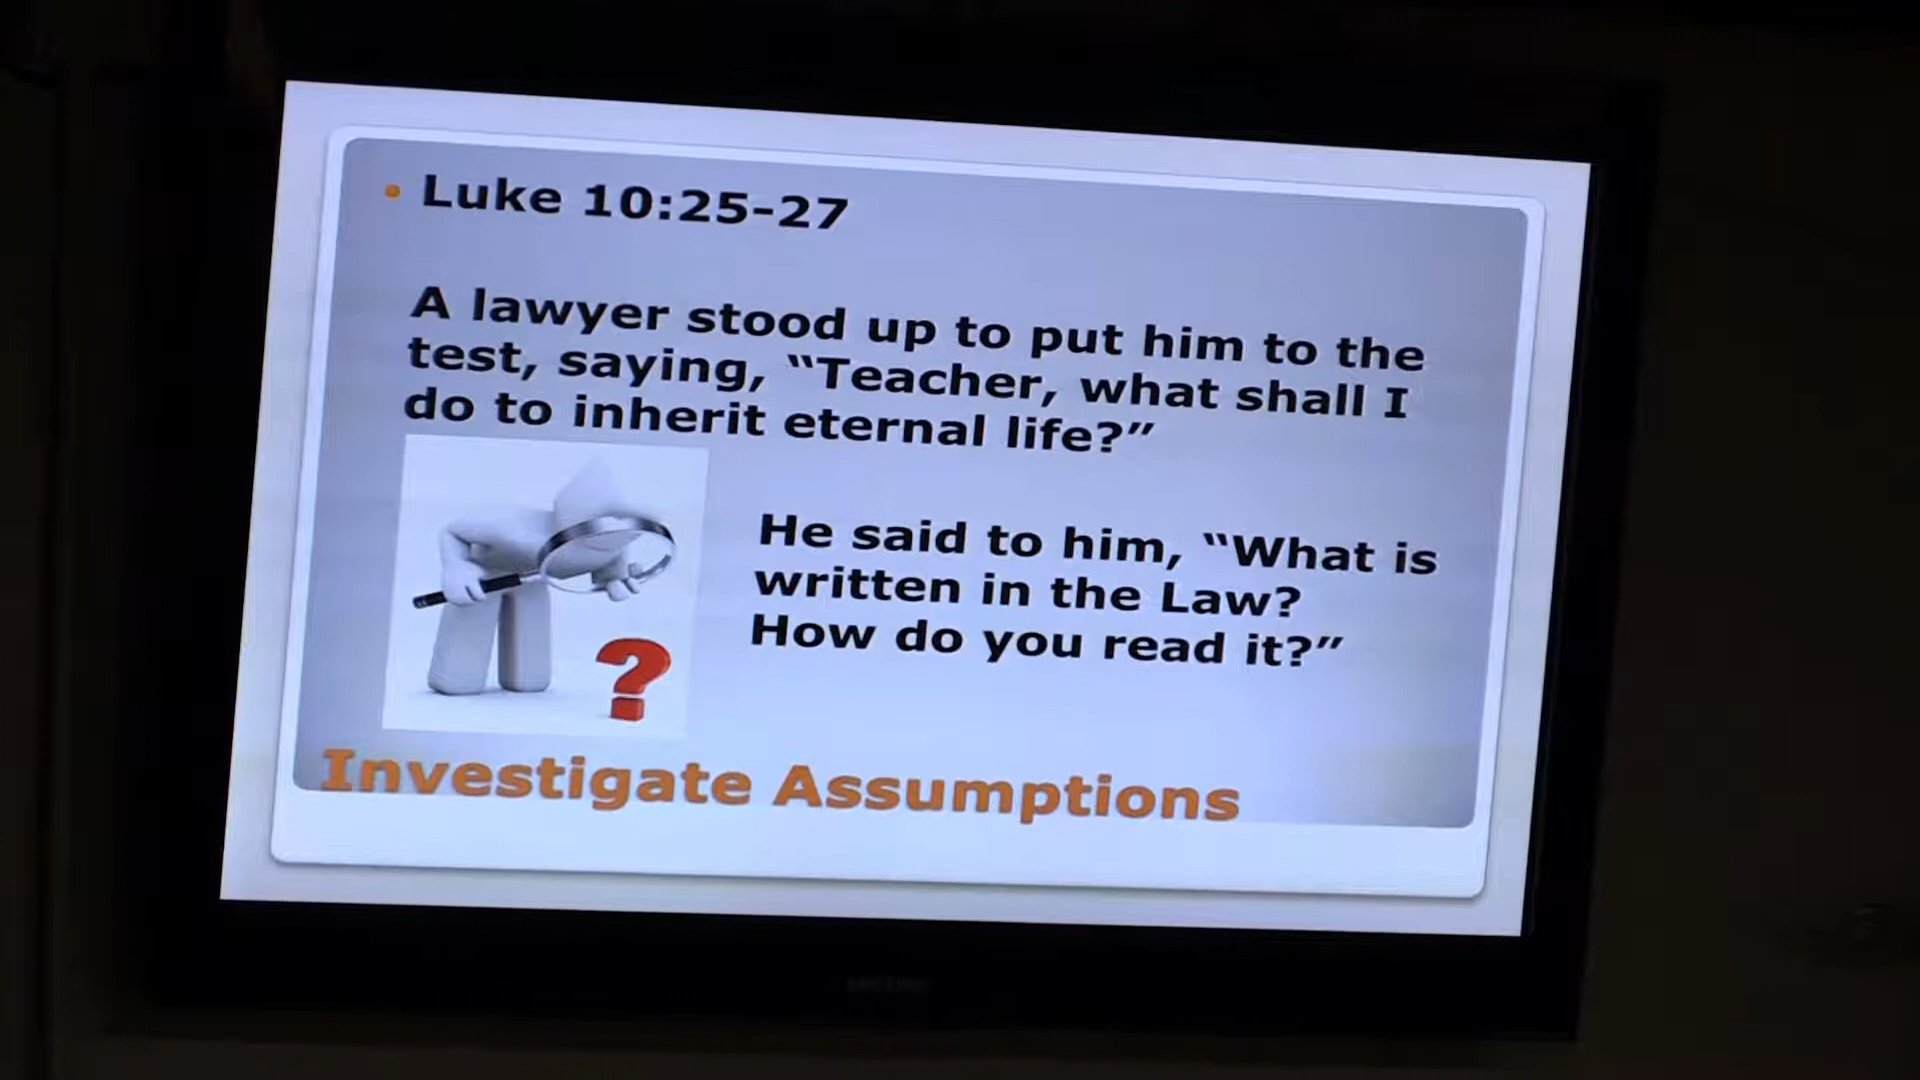 • Luke 10:25-27
A lawyer stood up to put him to the
test, saying, “Teacher, what shall I
do to inherit eternal life?”
He said to him, “What is
written in the Law?
How do you read it?”
?
Investigate Assumptions